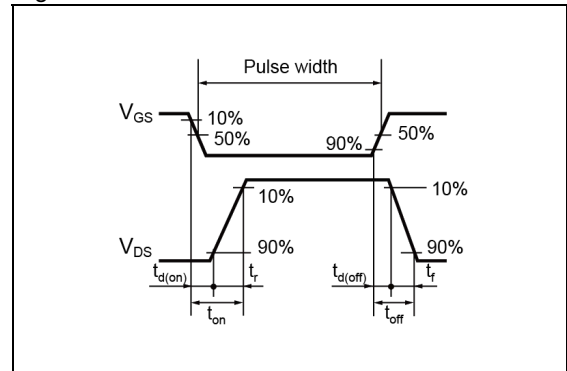 Pulse width
VGS
10%
50%
90%
50%
10%
10%
VDS
90%
90%
td(on)
tr
td(off)
tf
ton
toff